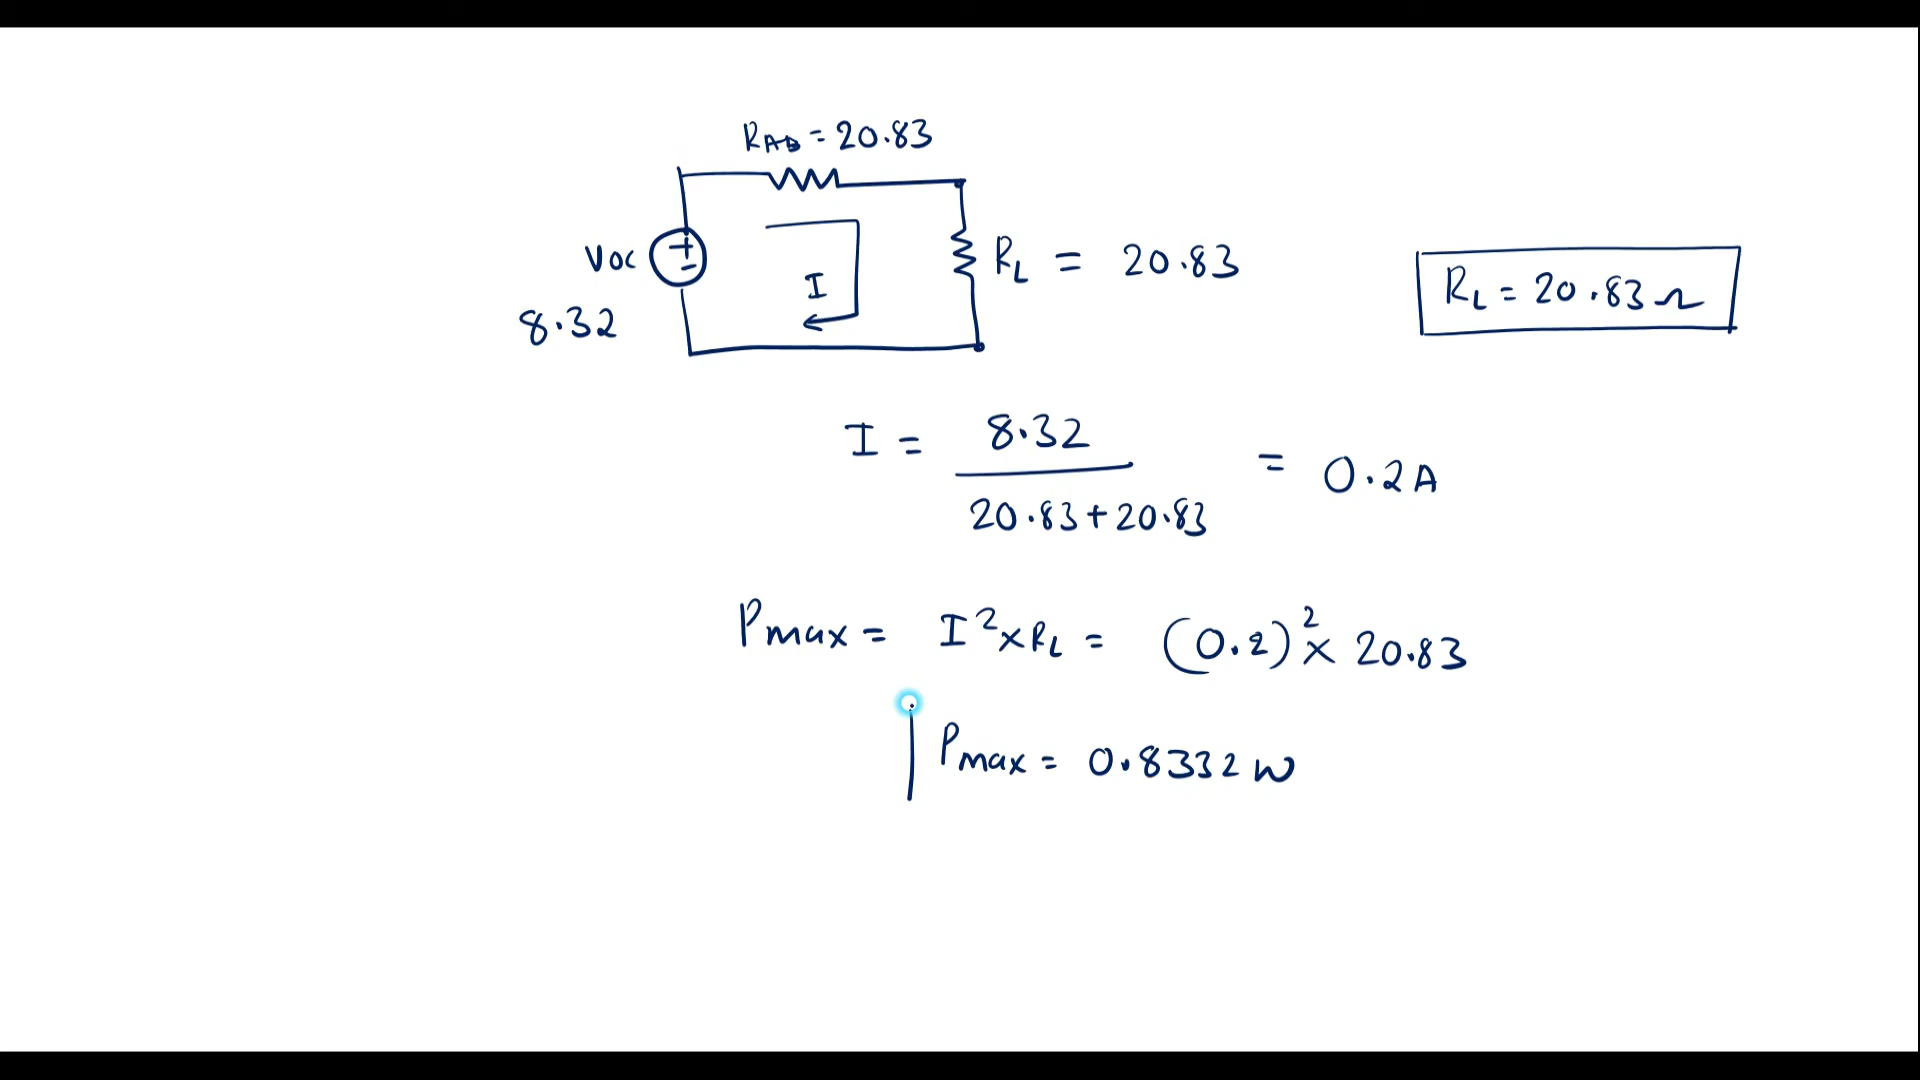 RAB = 20.83
Voc
8.32
+
-
I
RL = 20.83
RL = 20.83 Ω
I = 8.32 / 20.83 + 20.83 = 0.2 A
Pmax = I² × RL = (0.2)² × 20.83
Pmax = 0.8332 W